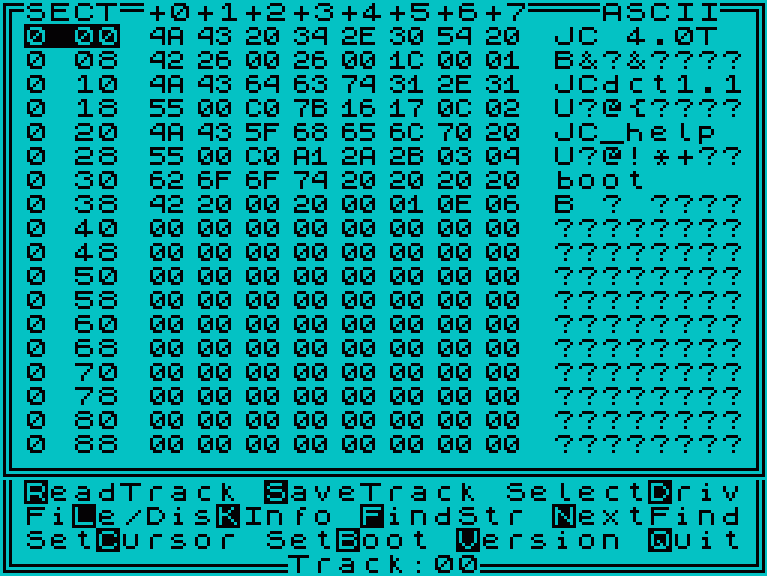 SECT +0+1+2+3+4+5+6+7 ASCII
0 00 4A 43 20 34 2E 30 54 20 JC 4.0T
0 08 42 26 00 26 00 1C 00 01 B&?&????
0 10 4A 43 64 63 74 31 2E 31 JCdct1.1
0 18 55 00 C0 7B 16 17 0C 02 U?@{????
0 20 4A 43 5F 68 65 6C 70 20 JC_help
0 28 55 00 C0 A1 2A 2B 03 04 U?@!*+??
0 30 62 6F 6F 74 20 20 20 20 boot
0 38 42 20 00 20 00 01 0E 06 B ? ????
0 40 00 00 00 00 00 00 00 00 ????????
0 48 00 00 00 00 00 00 00 00 ????????
0 50 00 00 00 00 00 00 00 00 ????????
0 58 00 00 00 00 00 00 00 00 ????????
0 60 00 00 00 00 00 00 00 00 ????????
0 68 00 00 00 00 00 00 00 00 ????????
0 70 00 00 00 00 00 00 00 00 ????????
0 78 00 00 00 00 00 00 00 00 ????????
0 80 00 00 00 00 00 00 00 00 ????????
0 88 00 00 00 00 00 00 00 00 ????????
ReadTrack SaveTrack SelectDriv
FiLe/DisKInfo FindStr NextFind
SetCursor SetBoot Version Quit
Track:00